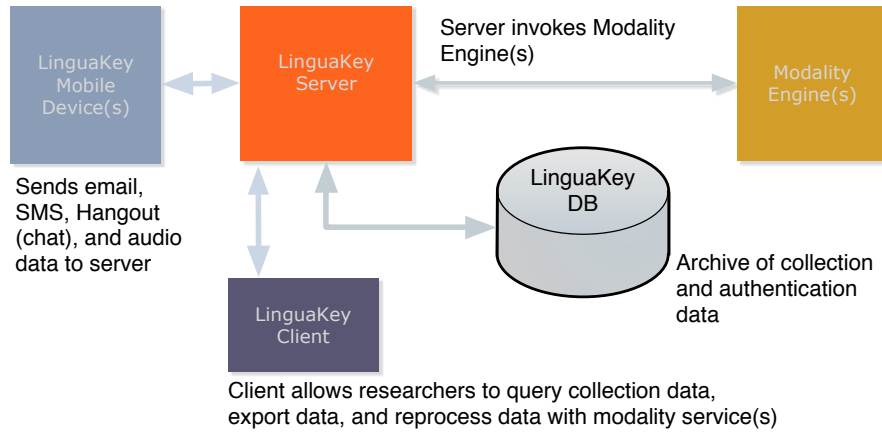 LinguaKey
Mobile
Device(s)
LinguaKey
Server
Server invokes Modality
Engine(s)
Modality
Engine(s)
Sends email,
SMS, Hangout
(chat), and audio
data to server
LinguaKey
DB
Archive of collection
and authentication
data
LinguaKey
Client
Client allows researchers to query collection data,
export data, and reprocess data with modality service(s)